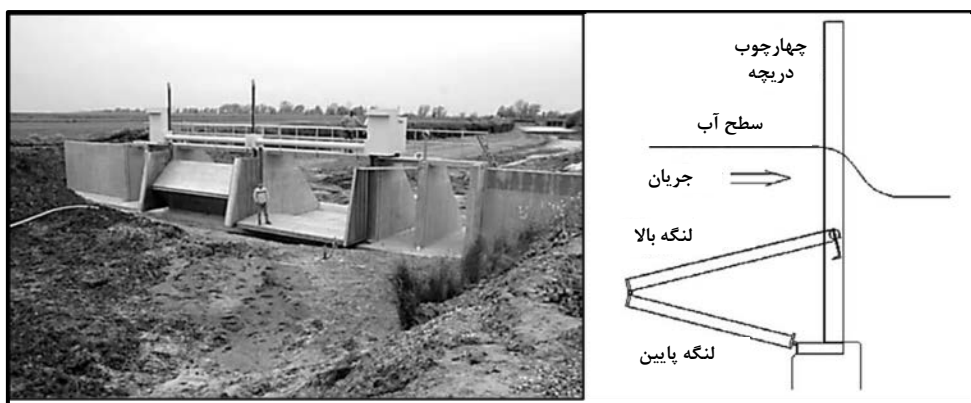 چهارچوب
دریچه
سطح آب
جریان
لنگه بالا
لنگه پایین